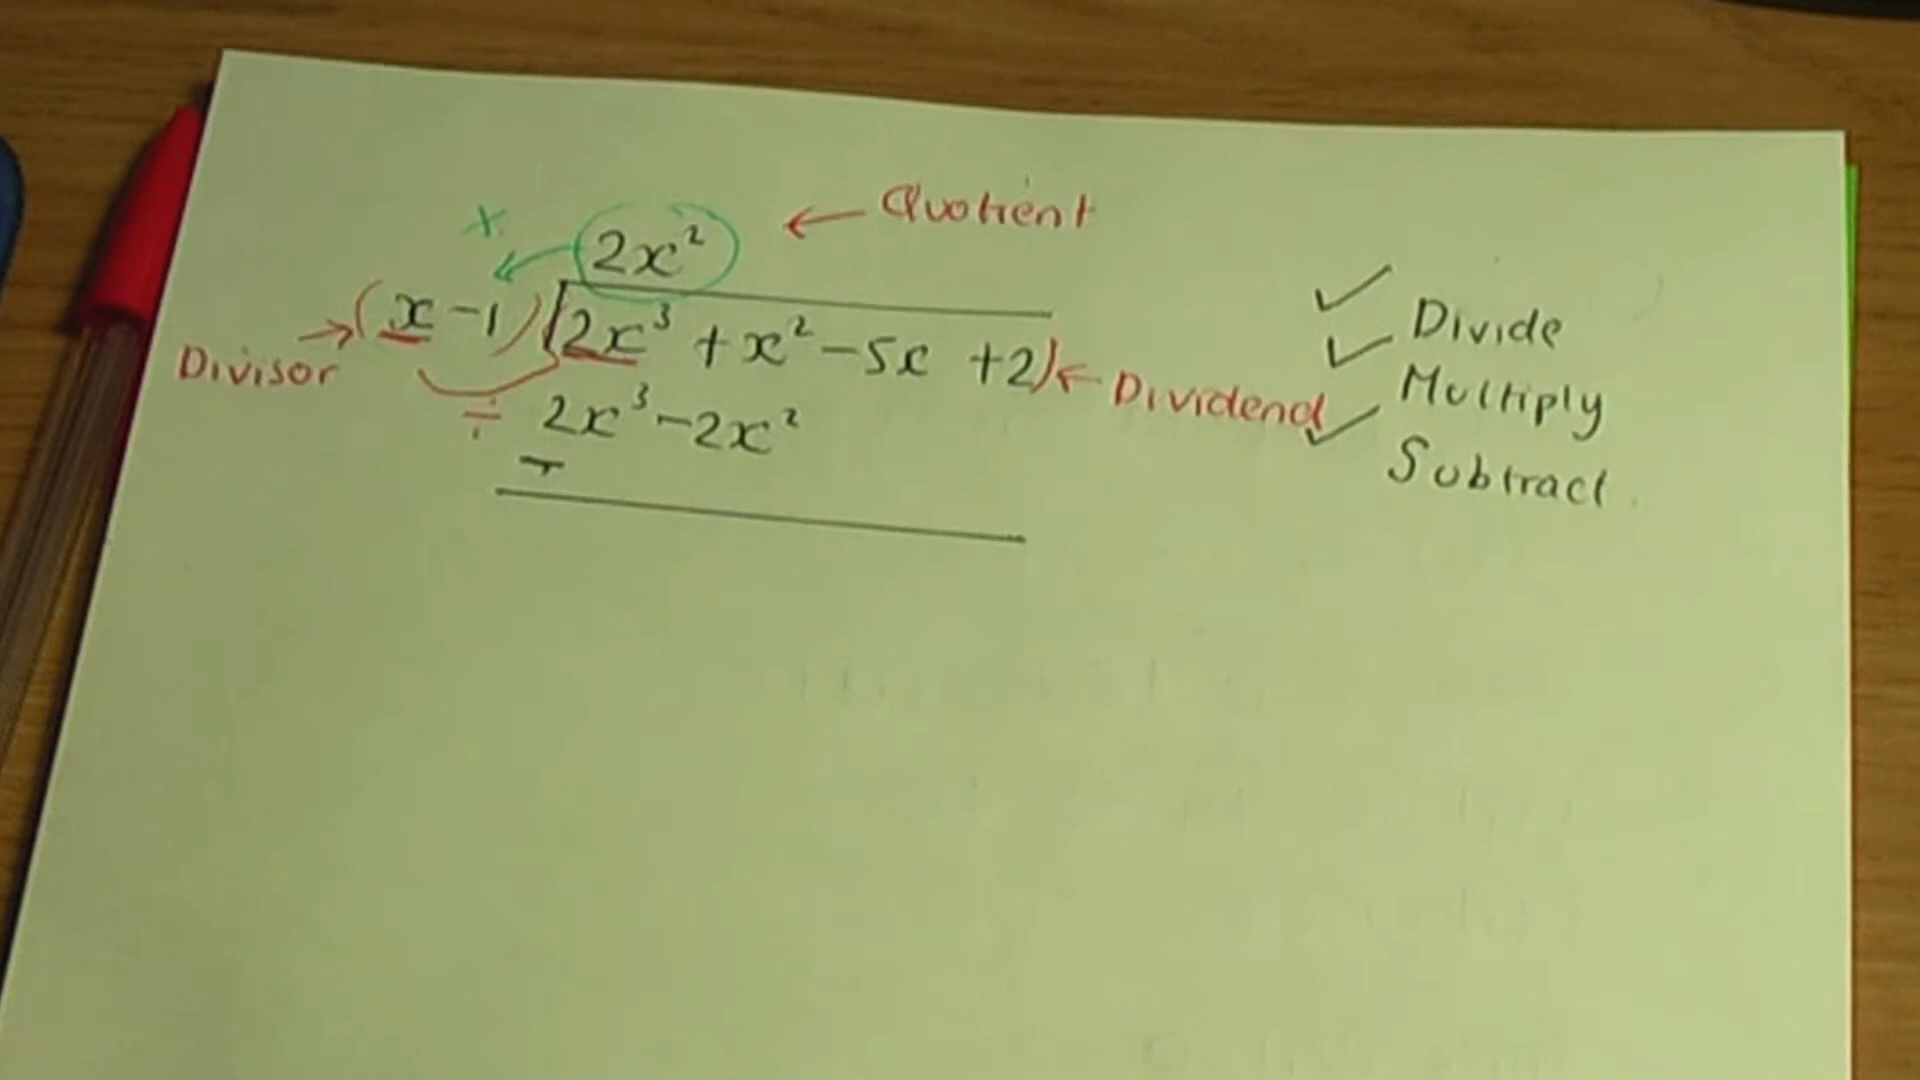 × 2x² ← Quotient
Divisor → (x - 1) 2x³ + x² - 5x + 2) ← Dividend
÷ 2x³ - 2x²
-
✓ Divide
✓ Multiply
✓ Subtract